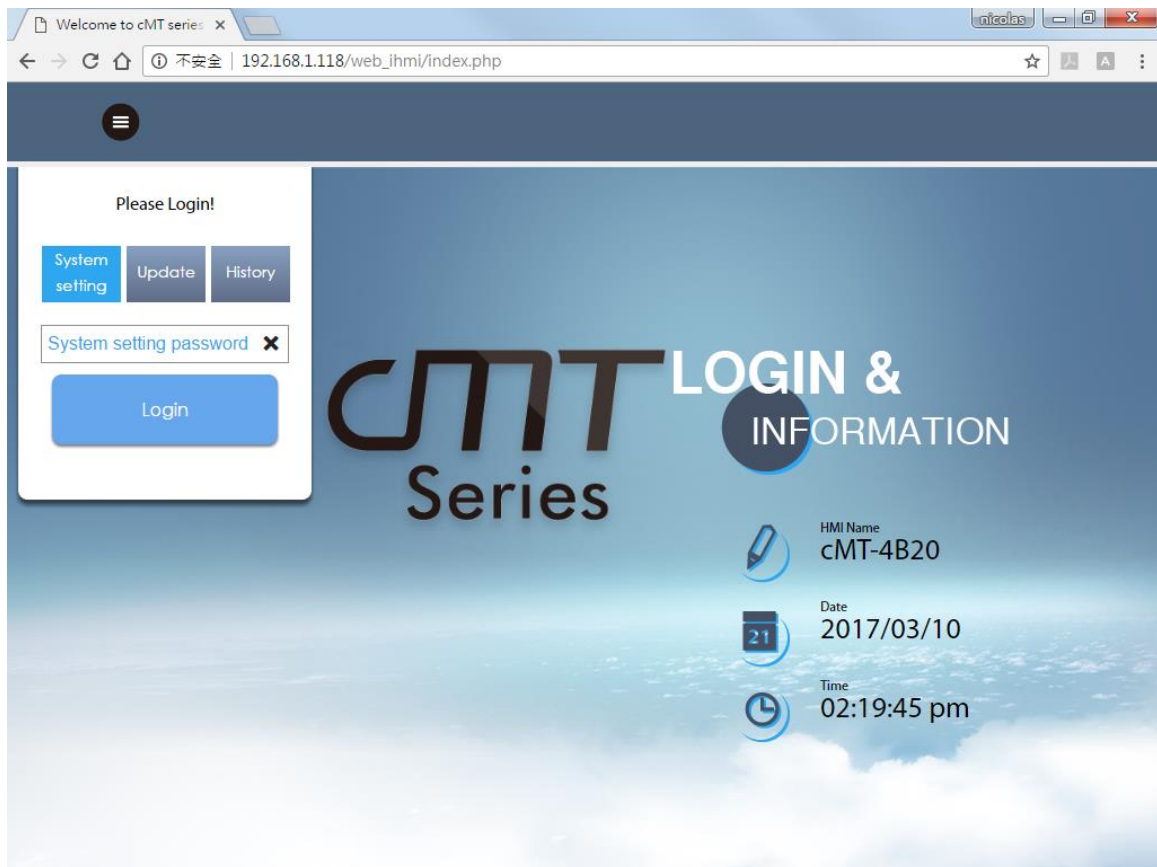 Welcome to cMT series
nicolas
不安全 | 192.168.1.118/web_ihmi/index.php
A
Please Login!
System
setting
Update
History
System setting password
Login
cMT
Series
LOGIN &
INFORMATION
HMI Name
cMT-4B20
Date
2017/03/10
21
Time
02:19:45 pm